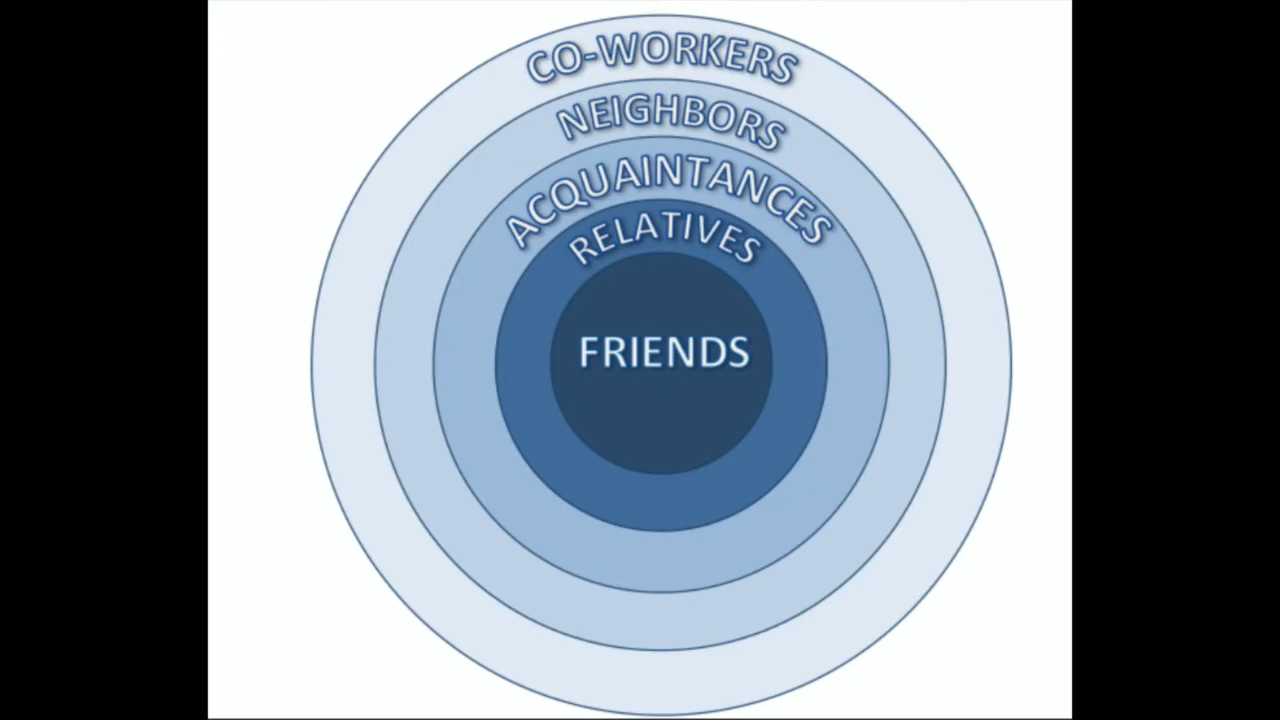 CO-WORKERS
NEIGHBORS
ACQUAINTANCES
RELATIVES
FRIENDS